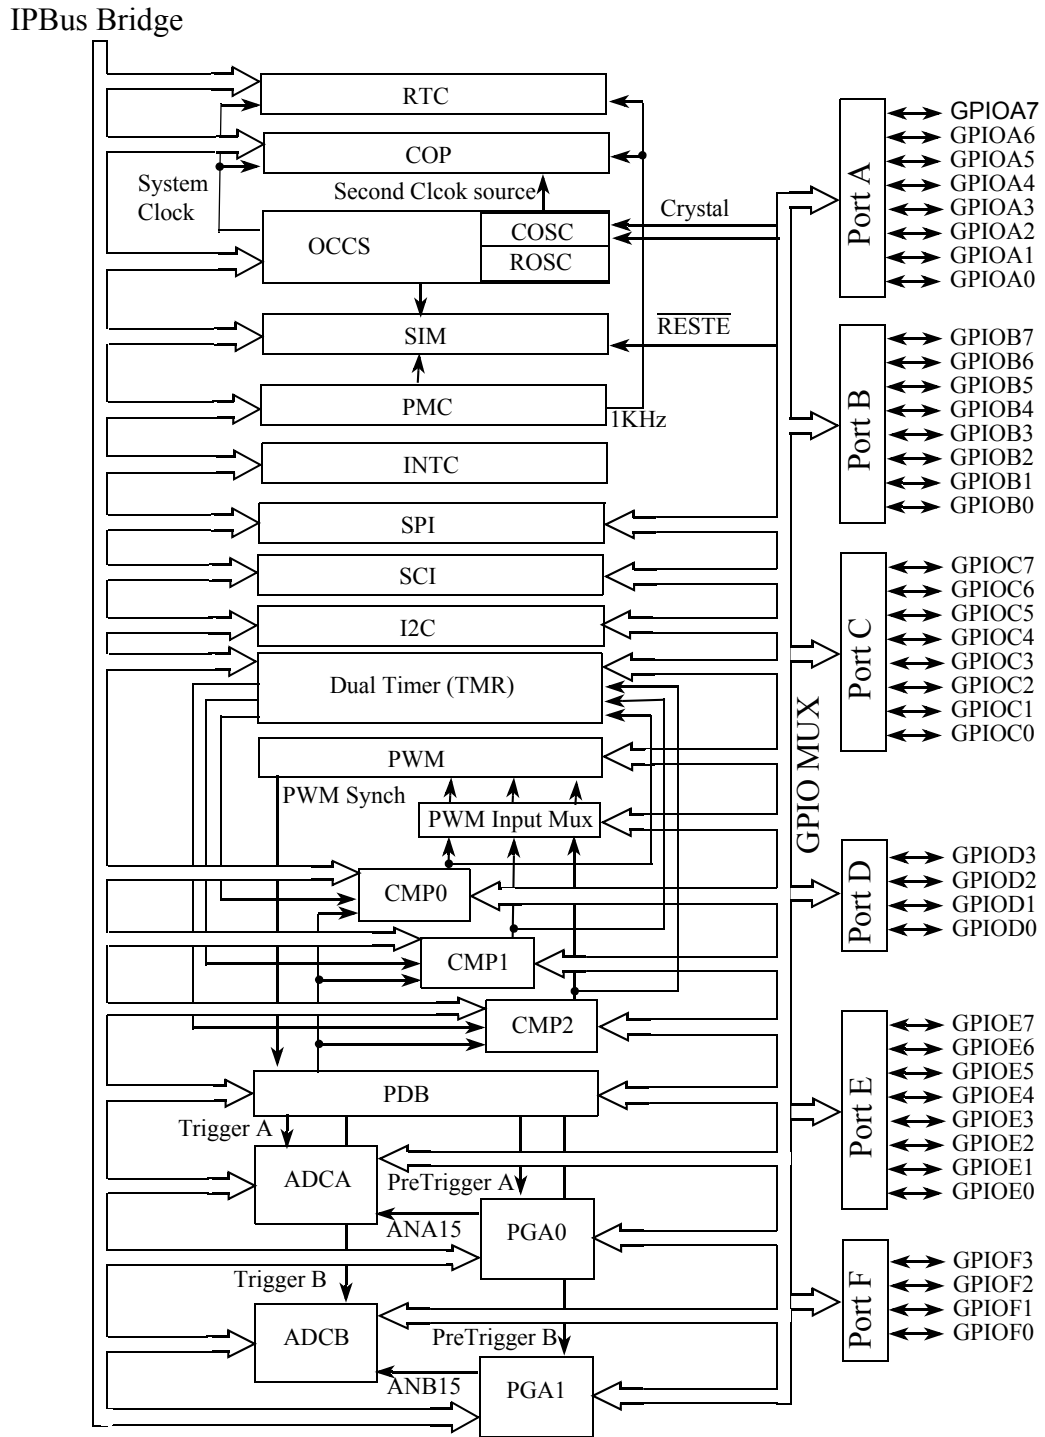 IPBus Bridge
RTC
COP
System
Clock
Second Clcok source
OCCS
COSC
ROSC
Crystal
SIM
RESTE
PMC
1KHz
INTC
SPI
SCI
I2C
Dual Timer (TMR)
PWM
PWM Synch
PWM Input Mux
CMP0
CMP1
CMP2
PDB
Trigger A
ADCA
PreTrigger A
ANA15
PGA0
Trigger B
ADCB
PreTrigger B
ANB15
PGA1
GPIO MUX
Port A
GPIOA7
GPIOA6
GPIOA5
GPIOA4
GPIOA3
GPIOA2
GPIOA1
GPIOA0
Port B
GPIOB7
GPIOB6
GPIOB5
GPIOB4
GPIOB3
GPIOB2
GPIOB1
GPIOB0
Port C
GPIOC7
GPIOC6
GPIOC5
GPIOC4
GPIOC3
GPIOC2
GPIOC1
GPIOC0
Port D
GPIOD3
GPIOD2
GPIOD1
GPIOD0
Port E
GPIOE7
GPIOE6
GPIOE5
GPIOE4
GPIOE3
GPIOE2
GPIOE1
GPIOE0
Port F
GPIOF3
GPIOF2
GPIOF1
GPIOF0